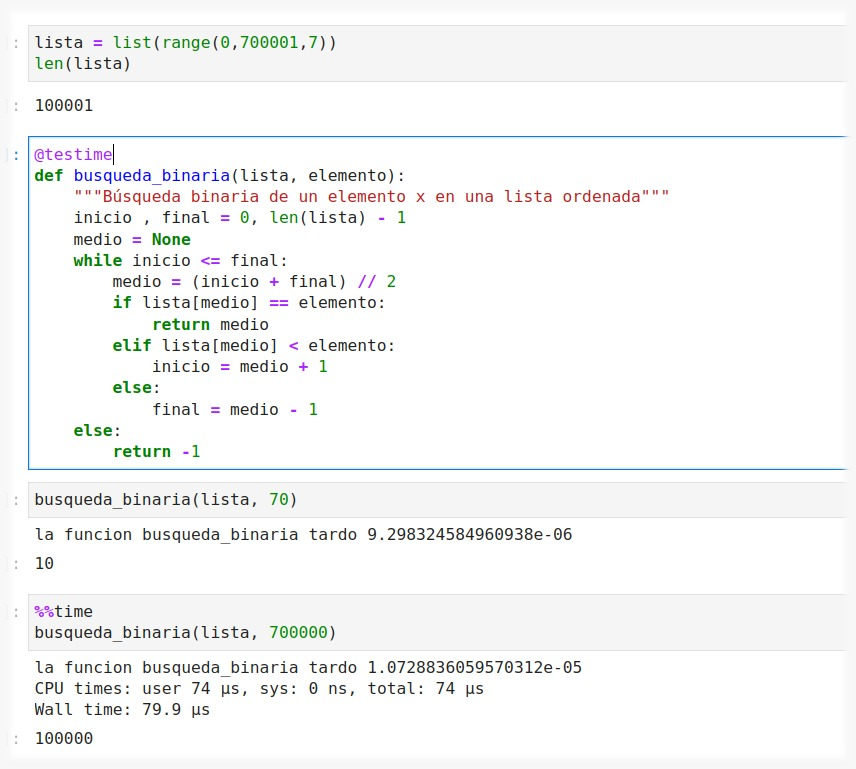 lista = list(range(0,700001,7))
len(lista)
100001
@testime
def busqueda_binaria(lista, elemento):
    """Búsqueda binaria de un elemento x en una lista ordenada"""
    inicio , final = 0, len(lista) - 1
    medio = None
    while inicio <= final:
        medio = (inicio + final) // 2
        if lista[medio] == elemento:
            return medio
        elif lista[medio] < elemento:
            inicio = medio + 1
        else:
            final = medio - 1
    else:
        return -1
busqueda_binaria(lista, 70)
la funcion busqueda_binaria tardo 9.298324584960938e-06
10
%%time
busqueda_binaria(lista, 700000)
la funcion busqueda_binaria tardo 1.0728836059570312e-05
CPU times: user 74 µs, sys: 0 ns, total: 74 µs
Wall time: 79.9 µs
100000